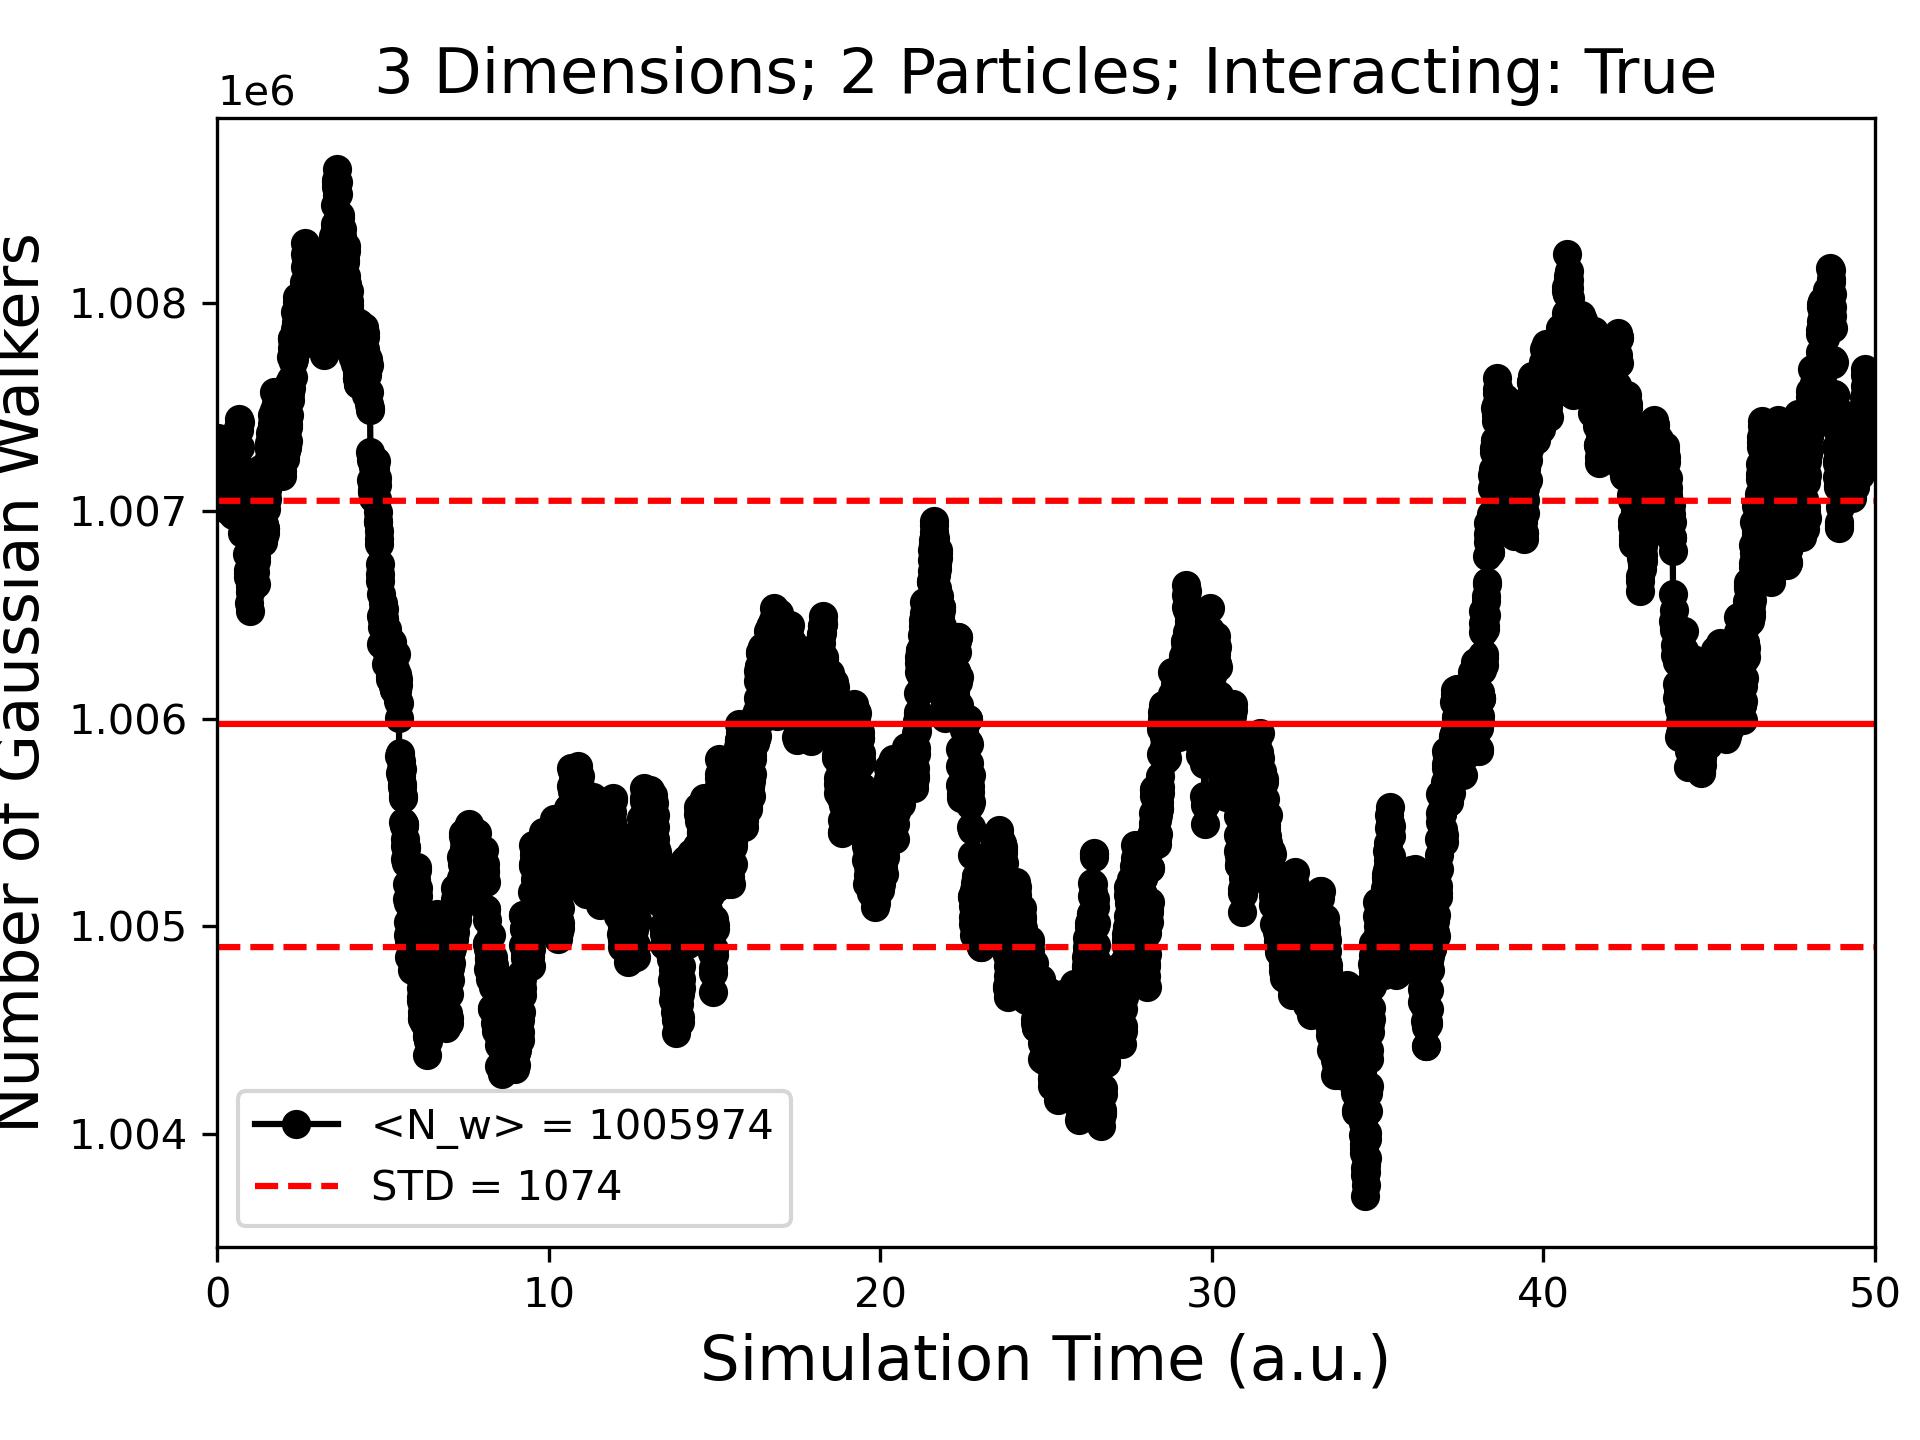 3 Dimensions; 2 Particles; Interacting: True
1e6
Number of Gaussian Walkers
1.008
1.007
1.006
1.005
1.004
<N_w> = 1005974
STD = 1074
0 10 20 30 40 50
Simulation Time (a.u.)